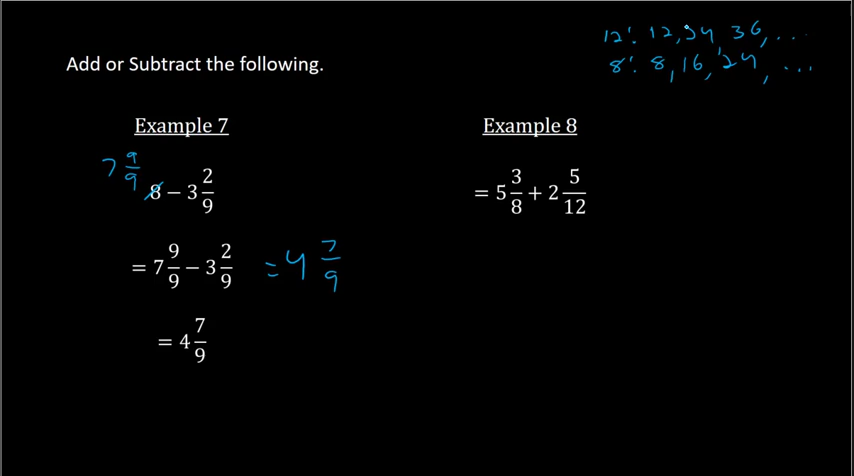 12: 12, 24, 36, ...
8: 8, 16, 24, ...
Add or Subtract the following.
Example 7
7 9/9
8 − 3 2/9
= 7 9/9 − 3 2/9 = 4 7/9
= 4 7/9
Example 8
= 5 3/8 + 2 5/12